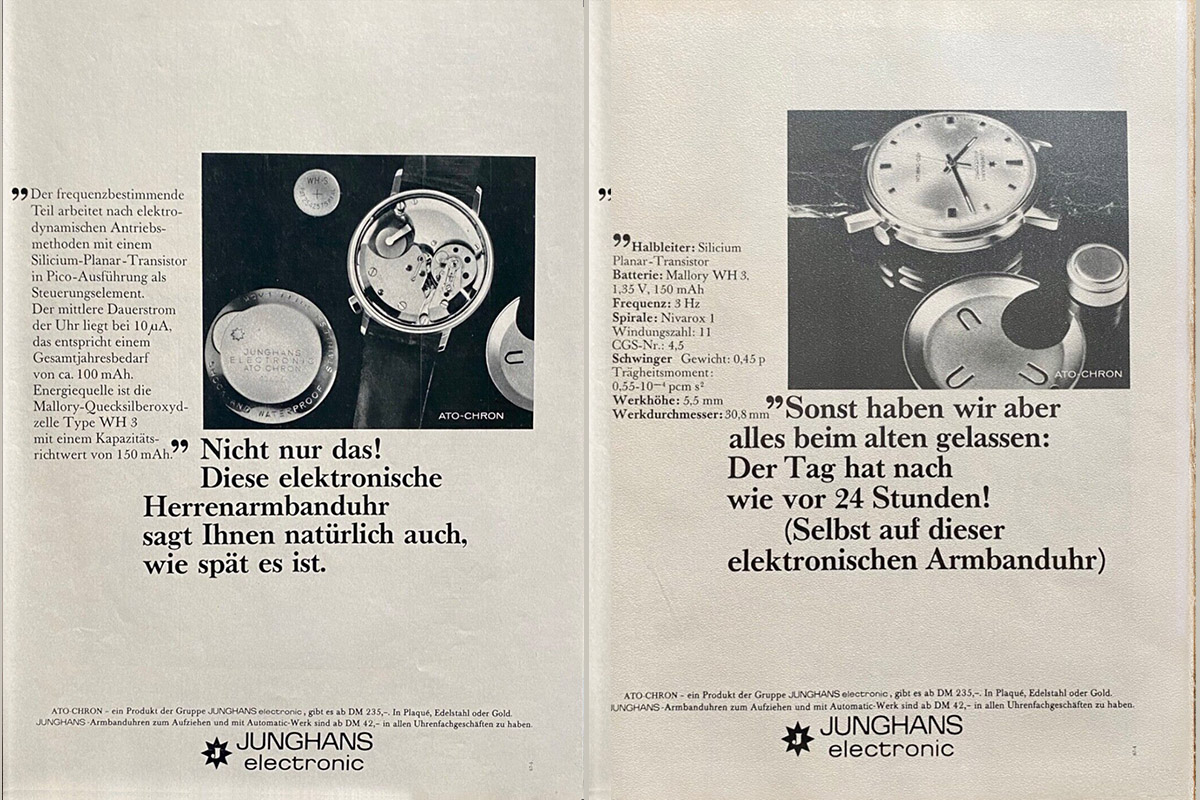 „Der frequenzbestimmende
Teil arbeitet nach elektro-
dynamischen Antriebs-
methoden mit einem
Silicium-Planar-Transistor
in Pico-Ausführung als
Steuerungselement.
Der mittlere Dauerstrom
der Uhr liegt bei 10 µA,
das entspricht einem
Gesamtjahresbedarf
von ca. 100 mAh.
Energiequelle ist die
Mallory-Quecksilberoxyd-
zelle Type WH 3
mit einem Kapazitäts-
richtwert von 150 mAh.”
WH-S
+
JUNGHANS
ELECTRONIC
ATO-CHRON
AND WATERPROOF
ATO-CHRON
Nicht nur das!
Diese elektronische
Herrenarmbanduhr
sagt Ihnen natürlich auch,
wie spät es ist.
ATO-CHRON - ein Produkt der Gruppe JUNGHANS electronic, gibt es ab DM 235,-. In Plaqué, Edelstahl oder Gold.
JUNGHANS-Armbanduhren zum Aufziehen und mit Automatic-Werk sind ab DM 42,- in allen Uhrenfachgeschäften zu haben.
J JUNGHANS
electronic
”Halbleiter: Silicium
Planar-Transistor
Batterie: Mallory WH 3.
1,35 V, 150 mAh
Frequenz: 3 Hz
Spirale: Nivarox 1
Windungszahl: 11
CGS-Nr.: 4,5
Schwinger Gewicht: 0,45 p
Trägheitsmoment:
0,55-10⁻⁴ pcm s²
Werkhöhe: 5,5 mm
Werkdurchmesser: 30,8 mm”
ATO-CHRON
Sonst haben wir aber
alles beim alten gelassen:
Der Tag hat nach
wie vor 24 Stunden!
(Selbst auf dieser
elektronischen Armbanduhr)
ATO-CHRON - ein Produkt der Gruppe JUNGHANS electronic, gibt es ab DM 235,-. In Plaqué, Edelstahl oder Gold.
JUNGHANS-Armbanduhren zum Aufziehen und mit Automatic-Werk sind ab DM 42,- in allen Uhrenfachgeschäften zu haben.
J JUNGHANS
electronic